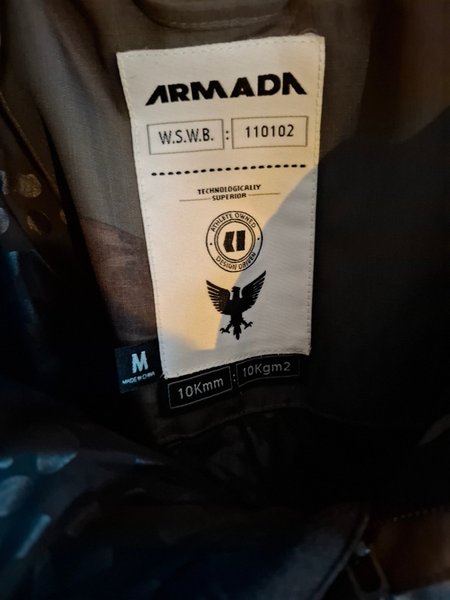 ARMADA
W.S.W.B. : 110102
TECHNOLOGICALLY
SUPERIOR
ATHLETE OWNED
DESIGN DRIVEN
M
MADE IN CHINA
10Kmm : 10Kgm2